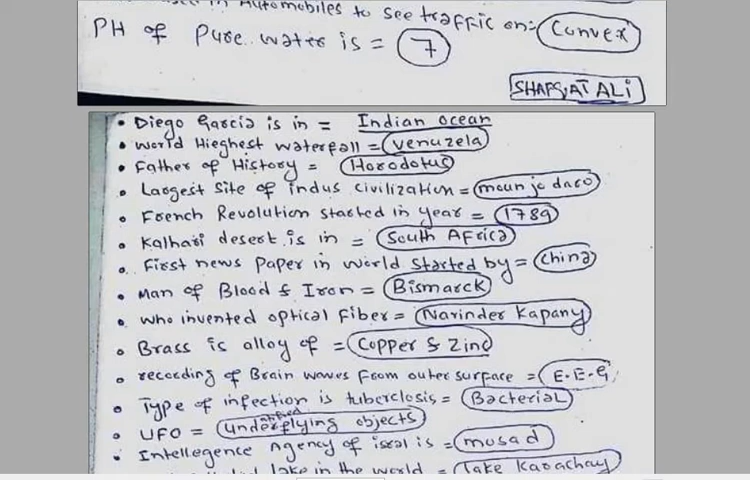 in Automobiles to see traffic on:- Convex
PH of Pure water is = 7
SHAFQAT ALI
• Diego Garcia is in = Indian ocean
• World Hieghest waterfall = Venuzela
• Father of History = Horodotus
• Largest Site of indus Civilization = mounjo daro
• French Revolution started in year = 1789
• Kalhari desert is in = South Africa
• First news Paper in world started by = China
• Man of Blood & Iron = Bismarck
• Who invented optical Fiber = Narinder Kapany
• Brass is alloy of = Copper & Zinc
• recording of Brain waves From outer surface = E.E.G
• Type of infection is tuberclosis = Bacterial
• UFO = flying objects
• Intellegence Agency of isral is = musad
lake in the world = Lake Karachay